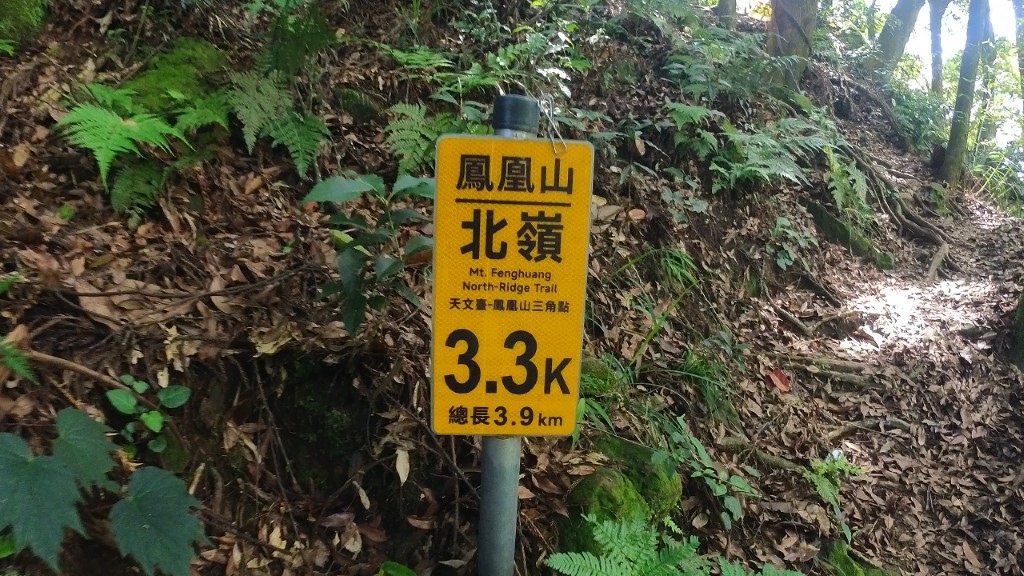 鳳凰山
北嶺
Mt. Fenghuang
North-Ridge Trail
天文臺-鳳凰山三角點
3.3K
總長3.9km